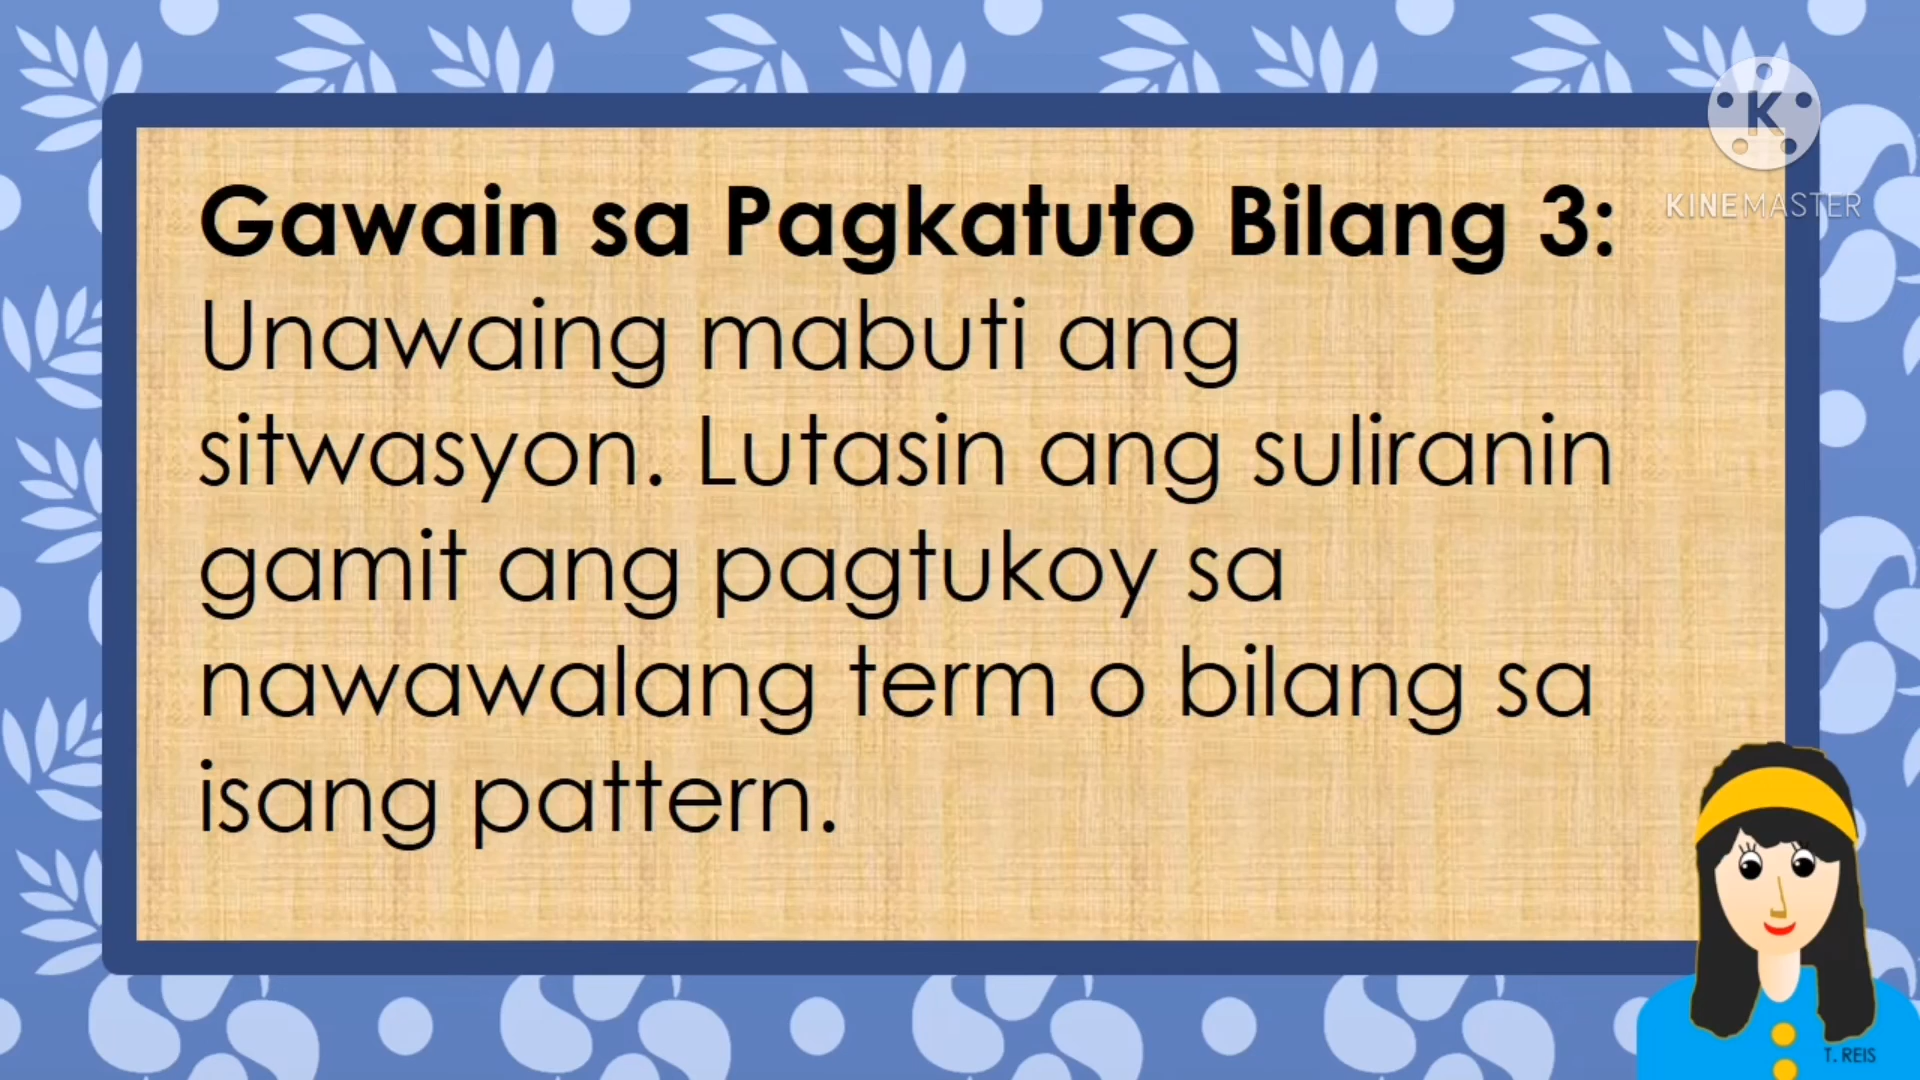 Gawain sa Pagkatuto Bilang 3:
Unawaing mabuti ang
sitwasyon. Lutasin ang suliranin
gamit ang pagtukoy sa
nawawalang term o bilang sa
isang pattern.
K
KINEMASTER
T. REIS